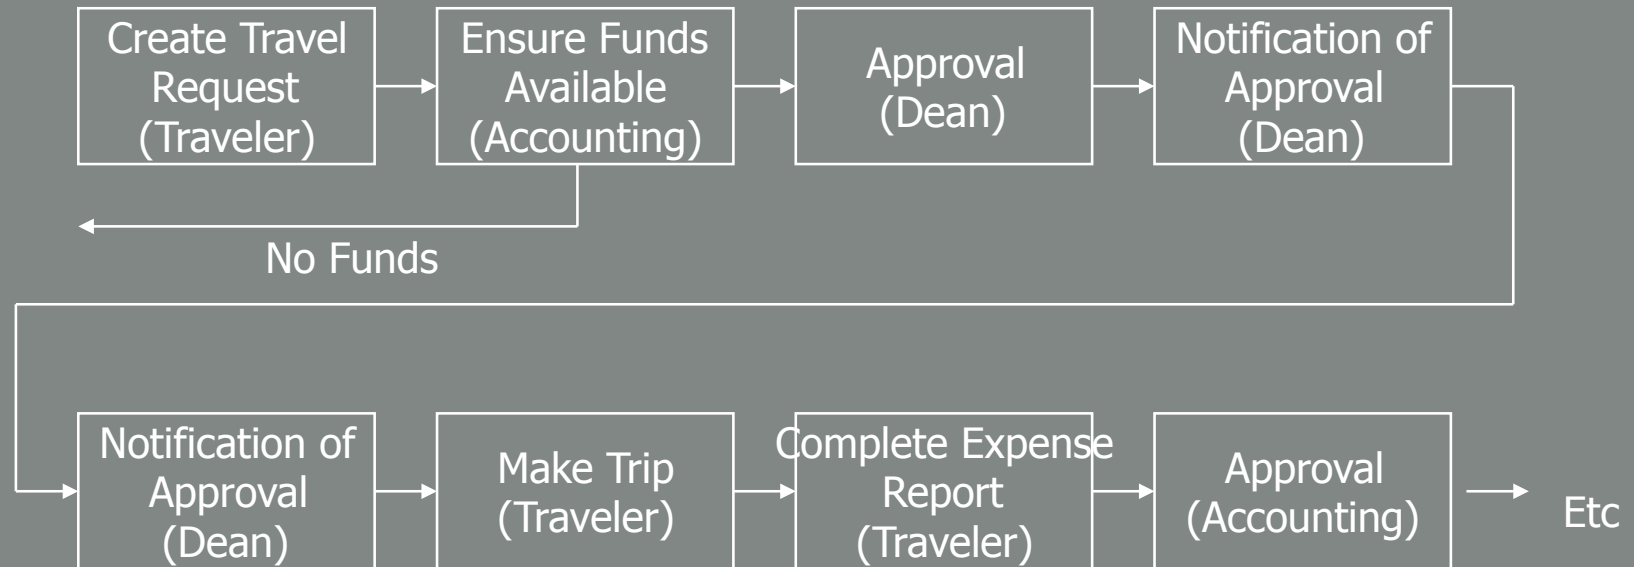 Create Travel
Request
(Traveler)
Ensure Funds
Available
(Accounting)
Approval
(Dean)
Notification of
Approval
(Dean)
No Funds
Notification of
Approval
(Dean)
Make Trip
(Traveler)
Complete Expense
Report
(Traveler)
Approval
(Accounting)
Etc